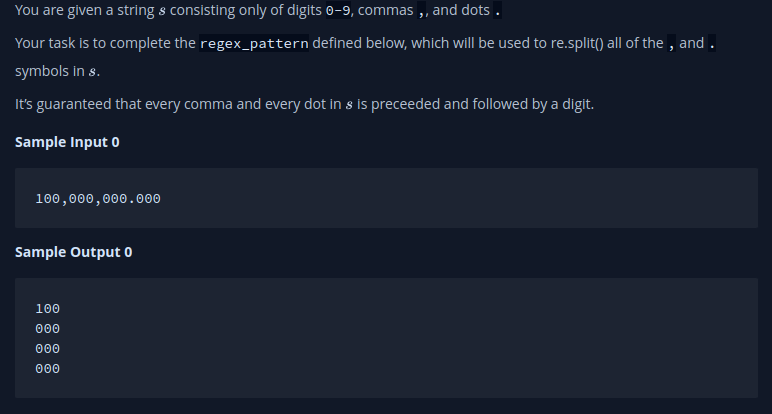 You are given a string s consisting only of digits 0-9, commas ,, and dots .
Your task is to complete the regex_pattern defined below, which will be used to re.split() all of the , and .
symbols in s.
It's guaranteed that every comma and every dot in s is preceeded and followed by a digit.
Sample Input 0
100,000,000.000
Sample Output 0
100
000
000
000